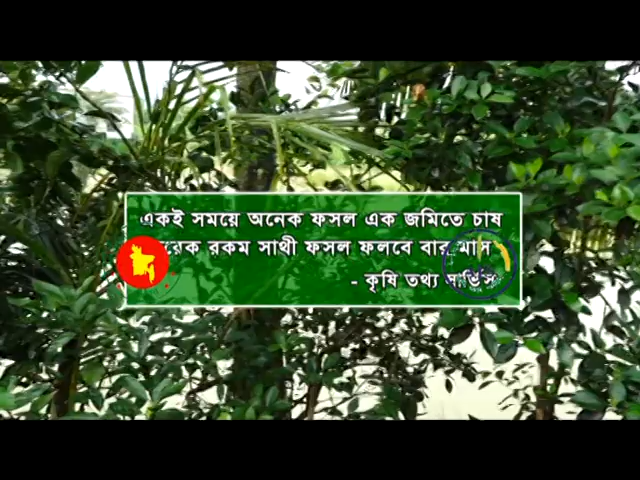 একই সময়ে অনেক ফসল এক জমিতে চাষ
রকম সাথী ফসল ফলবে বার মাস
- কৃষি তথ্য সার্ভিস